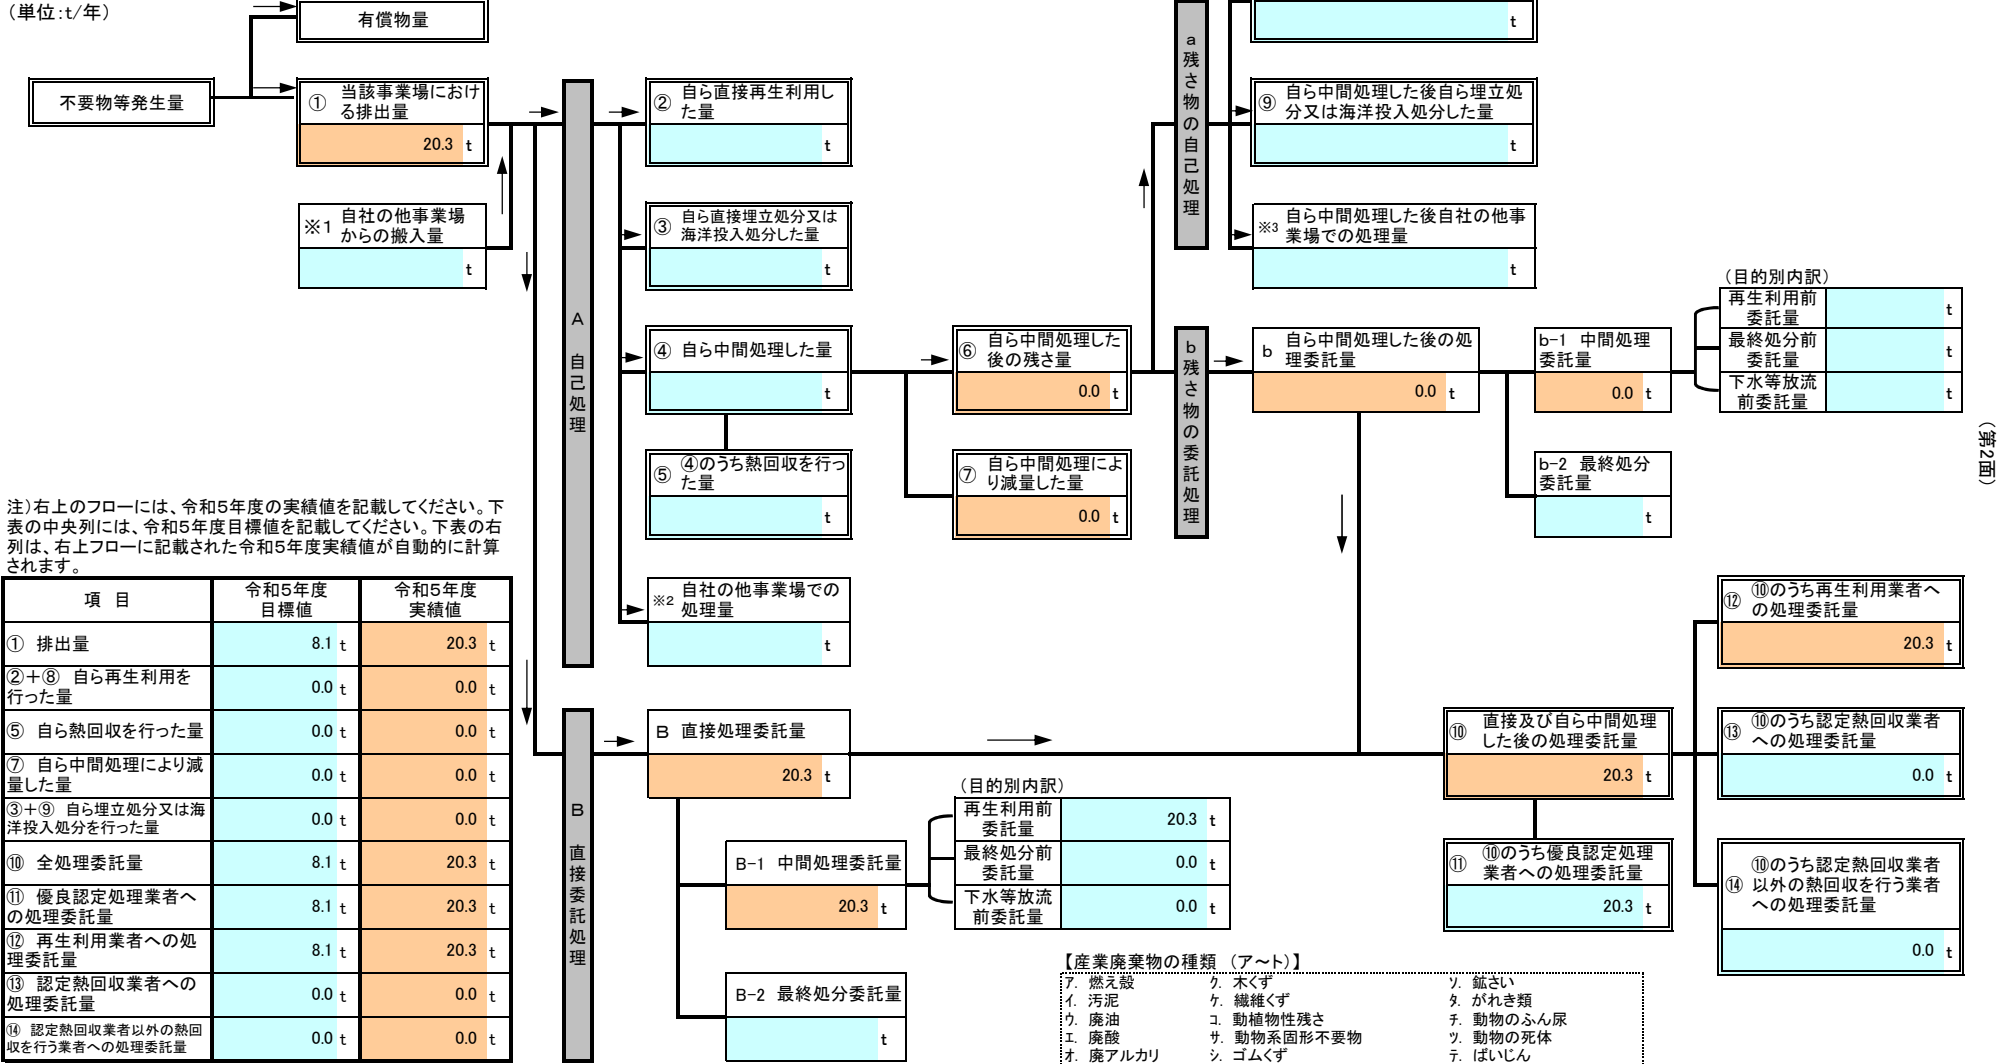 （単位：t/年）
有償物量
不要物等発生量
① 当該事業場におけ
る排出量
20.3 t
※1 自社の他事業場
からの搬入量
t
A 自己処理
② 自ら直接再生利用し
た量
t
③ 自ら直接埋立処分又は
海洋投入処分した量
t
④ 自ら中間処理した量
t
⑤ ④のうち熱回収を行っ
た量
t
※2 自社の他事業場での
処理量
t
⑥ 自ら中間処理した
後の残さ量
0.0 t
⑦ 自ら中間処理によ
り減量した量
0.0 t
a残さ物の自己処理
t
⑨ 自ら中間処理した後自ら埋立処
分又は海洋投入処分した量
t
※3 自ら中間処理した後自社の他事
業場での処理量
t
b残さ物の委託処理
b 自ら中間処理した後の処
理委託量
0.0 t
b-1 中間処理
委託量
0.0 t
b-2 最終処分
委託量
t
（目的別内訳）
再生利用前
委託量 t
最終処分前
委託量 t
下水等放流
前委託量 t
（第2面）
注）右上のフローには、令和5年度の実績値を記載してください。下
表の中央列には、令和5年度目標値を記載してください。下表の右
列は、右上フローに記載された令和5年度実績値が自動的に計算
されます。
項 目 令和5年度
目標値 令和5年度
実績値
① 排出量 8.1 t 20.3 t
②＋⑧ 自ら再生利用を
行った量 0.0 t 0.0 t
⑤ 自ら熱回収を行った量 0.0 t 0.0 t
⑦ 自ら中間処理により減
量した量 0.0 t 0.0 t
③＋⑨ 自ら埋立処分又は海
洋投入処分を行った量 0.0 t 0.0 t
⑩ 全処理委託量 8.1 t 20.3 t
⑪ 優良認定処理業者へ
の処理委託量 8.1 t 20.3 t
⑫ 再生利用業者への処
理委託量 8.1 t 20.3 t
⑬ 認定熱回収業者への
処理委託量 0.0 t 0.0 t
⑭ 認定熱回収業者以外の熱回
収を行う業者への処理委託量 0.0 t 0.0 t
B 直接委託処理
B 直接処理委託量
20.3 t
B-1 中間処理委託量
20.3 t
B-2 最終処分委託量
t
（目的別内訳）
再生利用前
委託量 20.3 t
最終処分前
委託量 0.0 t
下水等放流
前委託量 0.0 t
⑩ 直接及び自ら中間処理
した後の処理委託量
20.3 t
⑪ ⑩のうち優良認定処理
業者への処理委託量
20.3 t
⑫ ⑩のうち再生利用業者へ
の処理委託量
20.3 t
⑬ ⑩のうち認定熱回収業者
への処理委託量
0.0 t
⑭ ⑩のうち認定熱回収業者
以外の熱回収を行う業者
への処理委託量
0.0 t
【産業廃棄物の種類 （ア～ト）】
ア. 燃え殻 ク. 木くず ソ. 鉱さい
イ. 汚泥 ケ. 繊維くず タ. がれき類
ウ. 廃油 コ. 動植物性残さ チ. 動物のふん尿
エ. 廃酸 サ. 動物系固形不要物 ツ. 動物の死体
オ. 廃アルカリ シ. ゴムくず テ. ばいじん